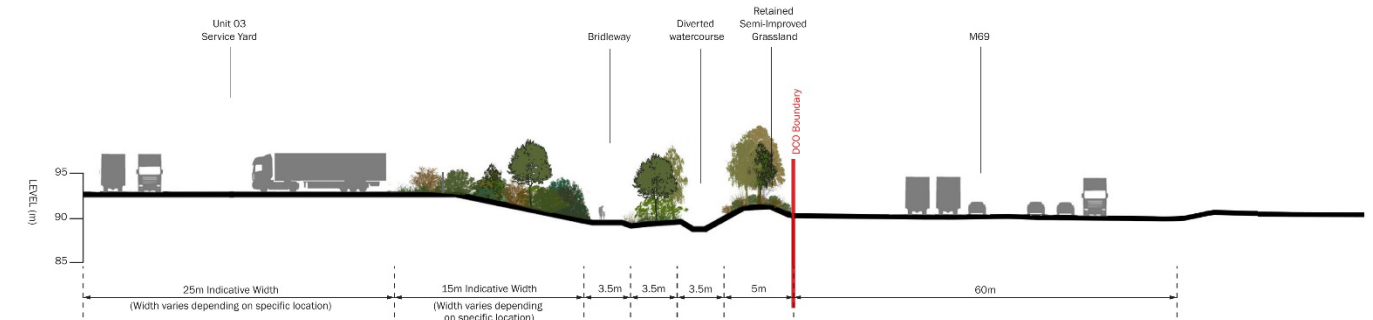 Unit 03
Service Yard
Bridleway
Diverted
watercourse
Retained
Semi-Improved
Grassland
M69
DCO Boundary
LEVEL (m)
95
90
85
25m Indicative Width
(Width varies depending on specific location)
15m Indicative Width
(Width varies depending
on specific location)
3.5m
3.5m
3.5m
5m
60m